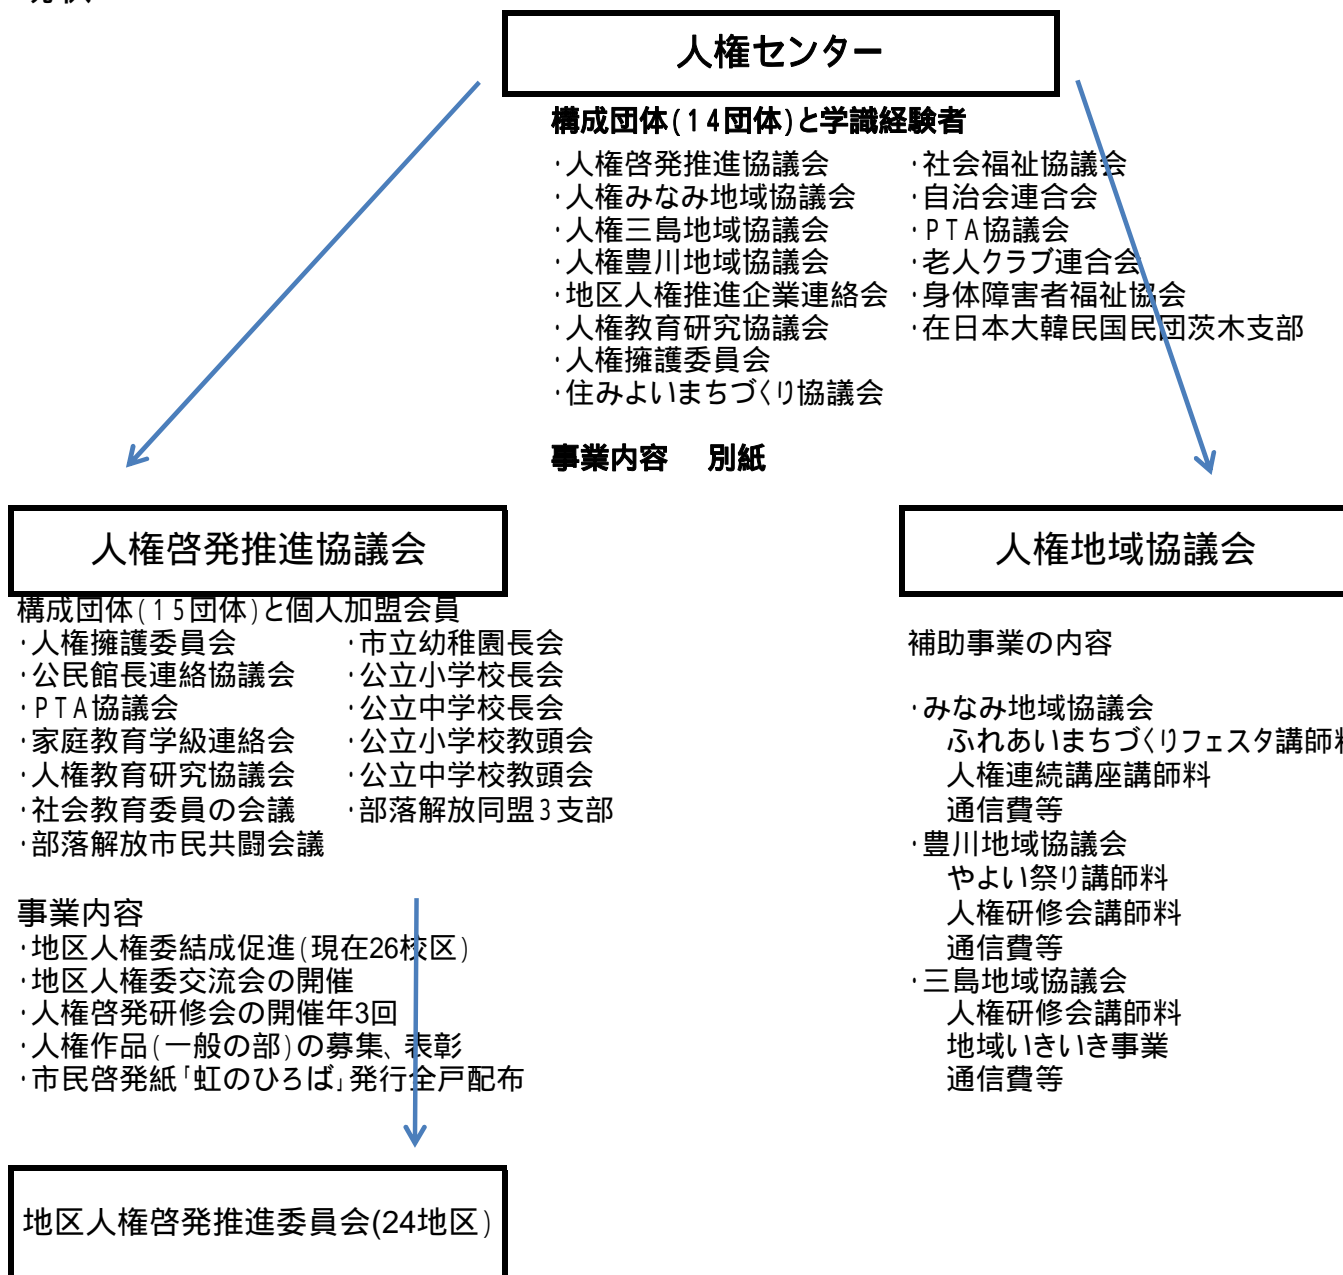 人権センター
構成団体(14団体)と学識経験者
・人権啓発推進協議会
・人権みなみ地域協議会
・人権三島地域協議会
・人権豊川地域協議会
・地区人権推進企業連絡会
・人権教育研究協議会
・人権擁護委員会
・住みよいまちづくり協議会
・社会福祉協議会
・自治会連合会
・PTA協議会
・老人クラブ連合会
・身体障害者福祉協会
・在日本大韓民国民団茨木支部
事業内容　別紙
人権啓発推進協議会
構成団体(15団体)と個人加盟会員
・人権擁護委員会
・公民館長連絡協議会
・PTA協議会
・家庭教育学級連絡会
・人権教育研究協議会
・社会教育委員の会議
・部落解放市民共闘会議
・市立幼稚園長会
・公立小学校長会
・公立中学校長会
・公立小学校教頭会
・公立中学校教頭会
・部落解放同盟3支部
事業内容
・地区人権委結成促進(現在26校区)
・地区人権委交流会の開催
・人権啓発研修会の開催年3回
・人権作品(一般の部)の募集、表彰
・市民啓発紙「虹のひろば」発行全戸配布
地区人権啓発推進委員会(24地区)
人権地域協議会
補助事業の内容
・みなみ地域協議会
ふれあいまちづくりフェスタ講師
人権連続講座講師料
通信費等
・豊川地域協議会
やよい祭り講師料
人権研修会講師料
通信費等
・三島地域協議会
人権研修会講師料
地域いきいき事業
通信費等